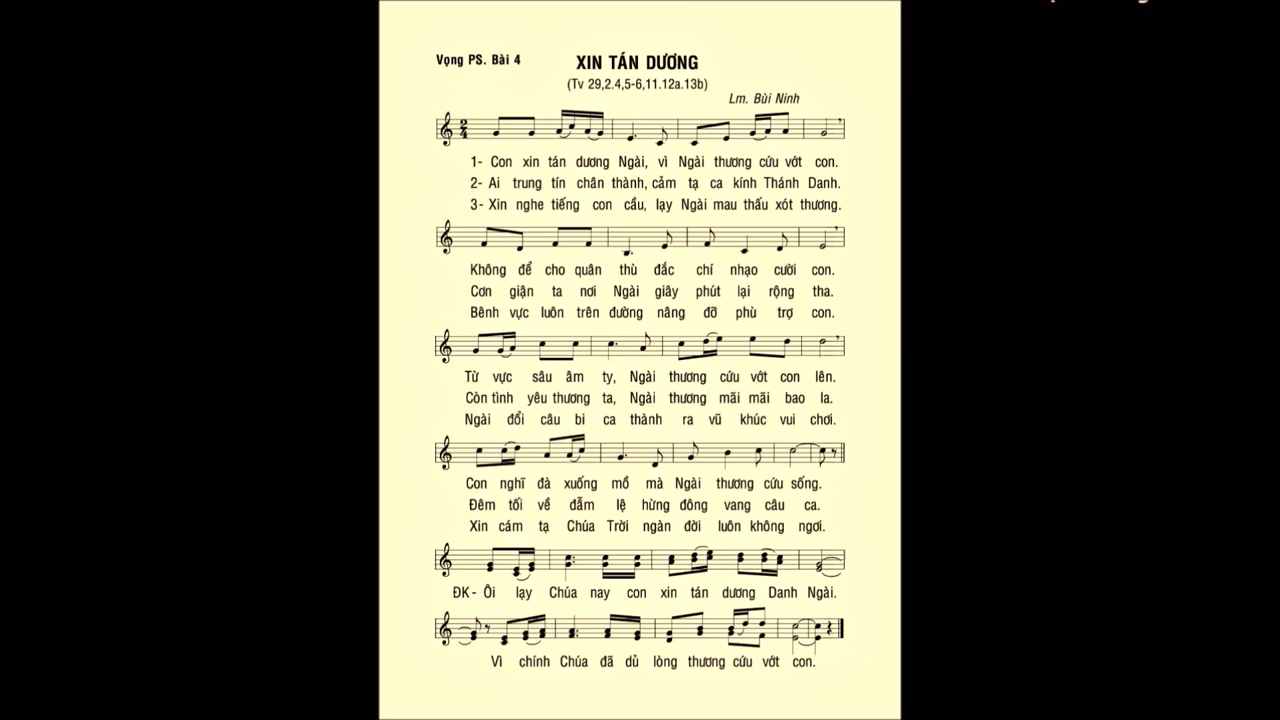 Vọng PS. Bài 4
XIN TÁN DƯƠNG
(Tv 29,2.4,5-6,11.12a.13b)
Lm. Bùi Ninh
2
4
1- Con xin tán dương Ngài, vì Ngài thương cứu vớt con.
2- Ai trung tín chân thành, cảm tạ ca kính Thánh Danh.
3- Xin nghe tiếng con cầu, lạy Ngài mau thấu xót thương.
Không để cho quân thù đắc chí nhạo cười con.
Cơn giận ta nơi Ngài giây phút lại rộng tha.
Bênh vực luôn trên đường nâng đỡ phù trợ con.
Từ vực sâu âm ty, Ngài thương cứu vớt con lên.
Còn tình yêu thương ta, Ngài thương mãi mãi bao la.
Ngài đổi câu bi ca thành ra vũ khúc vui chơi.
Con nghĩ đà xuống mồ mà Ngài thương cứu sống.
Đêm tối về đẫm lệ hừng đông vang câu ca.
Xin cám tạ Chúa Trời ngàn đời luôn không ngơi.
ĐK- Ôi lạy Chúa nay con xin tán dương Danh Ngài.
Vì chính Chúa đã dủ lòng thương cứu vớt con.